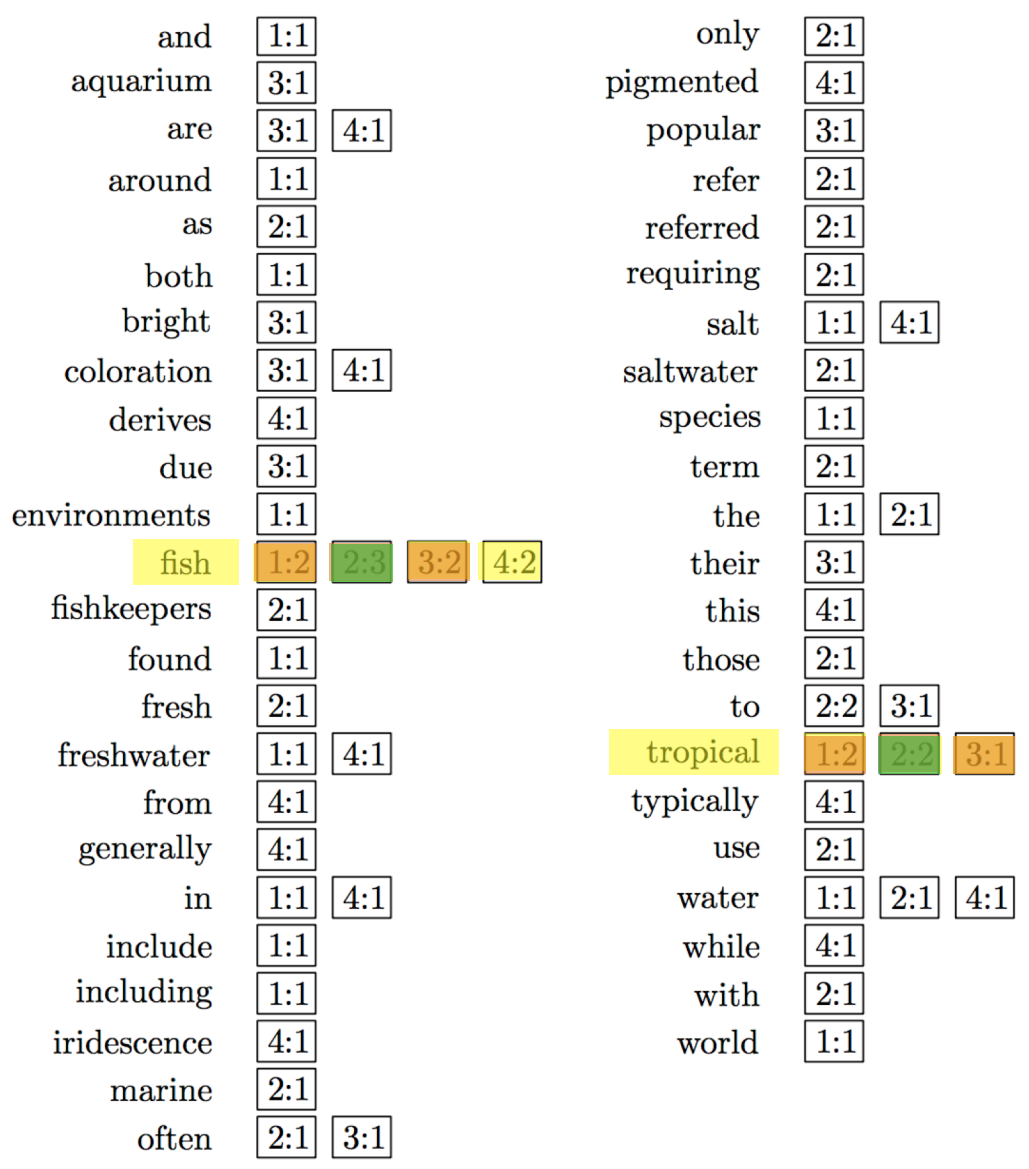 and 1:1
aquarium 3:1
are 3:1 4:1
around 1:1
as 2:1
both 1:1
bright 3:1
coloration 3:1 4:1
derives 4:1
due 3:1
environments 1:1
fish 1:2 2:3 3:2 4:2
fishkeepers 2:1
found 1:1
fresh 2:1
freshwater 1:1 4:1
from 4:1
generally 4:1
in 1:1 4:1
include 1:1
including 1:1
iridescence 4:1
marine 2:1
often 2:1 3:1
only 2:1
pigmented 4:1
popular 3:1
refer 2:1
referred 2:1
requiring 2:1
salt 1:1 4:1
saltwater 2:1
species 1:1
term 2:1
the 1:1 2:1
their 3:1
this 4:1
those 2:1
to 2:2 3:1
tropical 1:2 2:2 3:1
typically 4:1
use 2:1
water 1:1 2:1 4:1
while 4:1
with 2:1
world 1:1